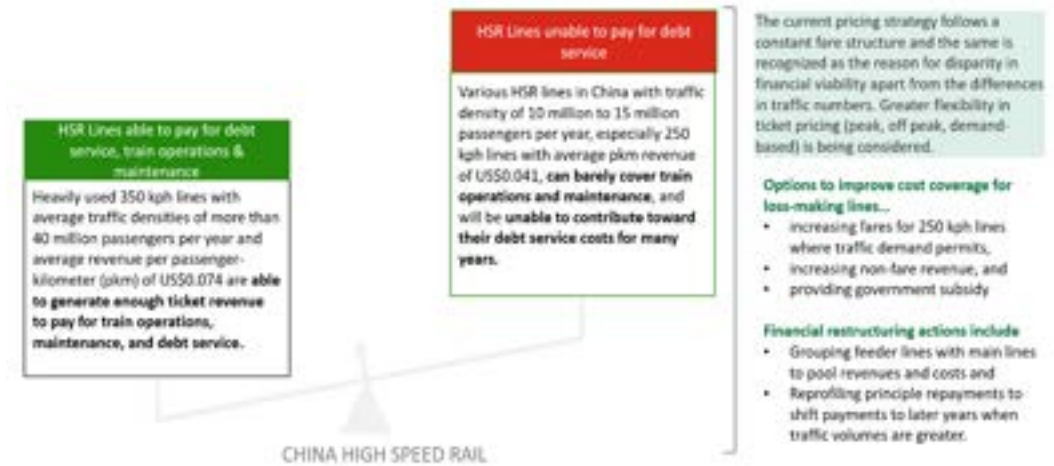 HSR Lines able to pay for debt
service, train operations &
maintenance
Heavily used 350 kph lines with
average traffic densities of more than
40 million passengers per year and
average revenue per passenger-
kilometer (pkm) of US$0.074 are able
to generate enough ticket revenue
to pay for train operations,
maintenance, and debt service.
HSR Lines unable to pay for debt
service
Various HSR lines in China with traffic
density of 10 million to 15 million
passengers per year, especially 250
kph lines with average pkm revenue
of US$0.041, can barely cover train
operations and maintenance, and
will be unable to contribute toward
their debt service costs for many
years.
CHINA HIGH SPEED RAIL
The current pricing strategy follows a
constant fare structure and the same is
recognized as the reason for disparity in
financial viability apart from the differences
in traffic numbers. Greater flexibility in
ticket pricing (peak, off peak, demand-
based) is being considered.
Options to improve cost coverage for
loss-making lines...
• increasing fares for 250 kph lines
where traffic demand permits,
• increasing non-fare revenue, and
• providing government subsidy
Financial restructuring actions include
• Grouping feeder lines with main lines
to pool revenues and costs and
• Reprofiling principle repayments to
shift payments to later years when
traffic volumes are greater.